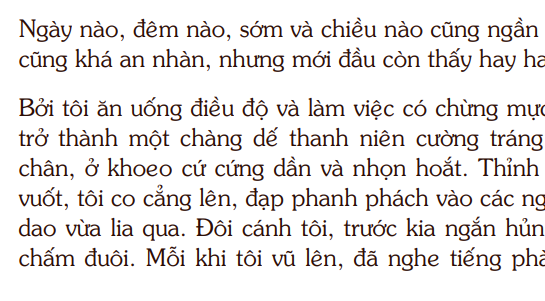 Ngày nào, đêm nào, sớm và chiều nào cũng ngần
cũng khá an nhàn, nhưng mới đầu còn thấy hay ha
Bởi tôi ăn uống điều độ và làm việc có chừng mực
trở thành một chàng dế thanh niên cường tráng
chân, ở khoeo cứ cứng dần và nhọn hoắt. Thỉnh
vuốt, tôi co cẳng lên, đạp phanh phách vào các ng
dao vừa lia qua. Đôi cánh tôi, trước kia ngắn hủn
chấm đuôi. Mỗi khi tôi vũ lên, đã nghe tiếng phà